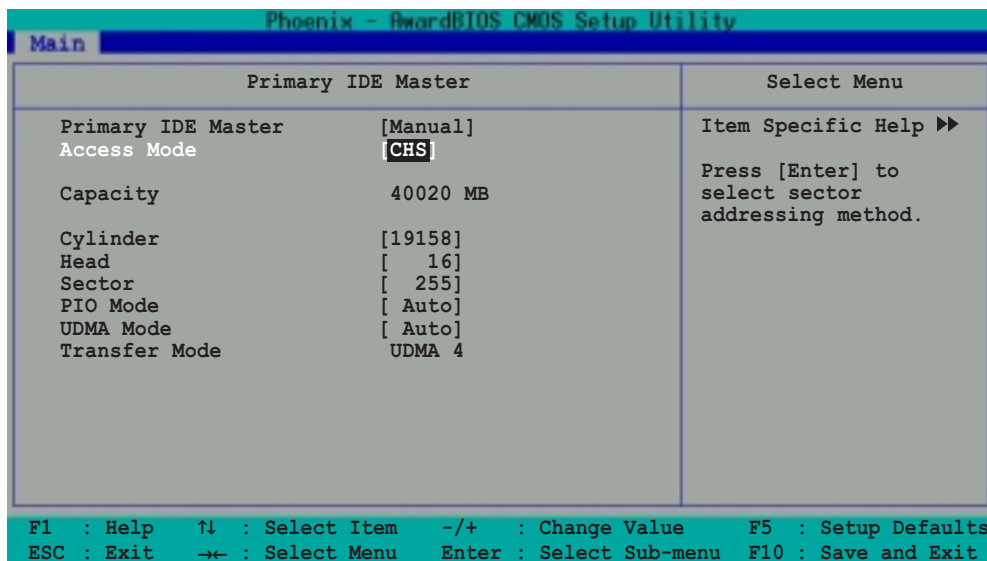 Phoenix - AwardBIOS CMOS Setup Utility
Main
Primary IDE Master
Select Menu
Primary IDE Master [Manual]
Access Mode [CHS]
Capacity 40020 MB
Cylinder [19158]
Head [ 16]
Sector [ 255]
PIO Mode [ Auto]
UDMA Mode [ Auto]
Transfer Mode UDMA 4
Item Specific Help ▶▶
Press [Enter] to
select sector
addressing method.
F1 : Help ↑↓ : Select Item -/+ : Change Value F5 : Setup Defaults
ESC : Exit →← : Select Menu Enter : Select Sub-menu F10 : Save and Exit